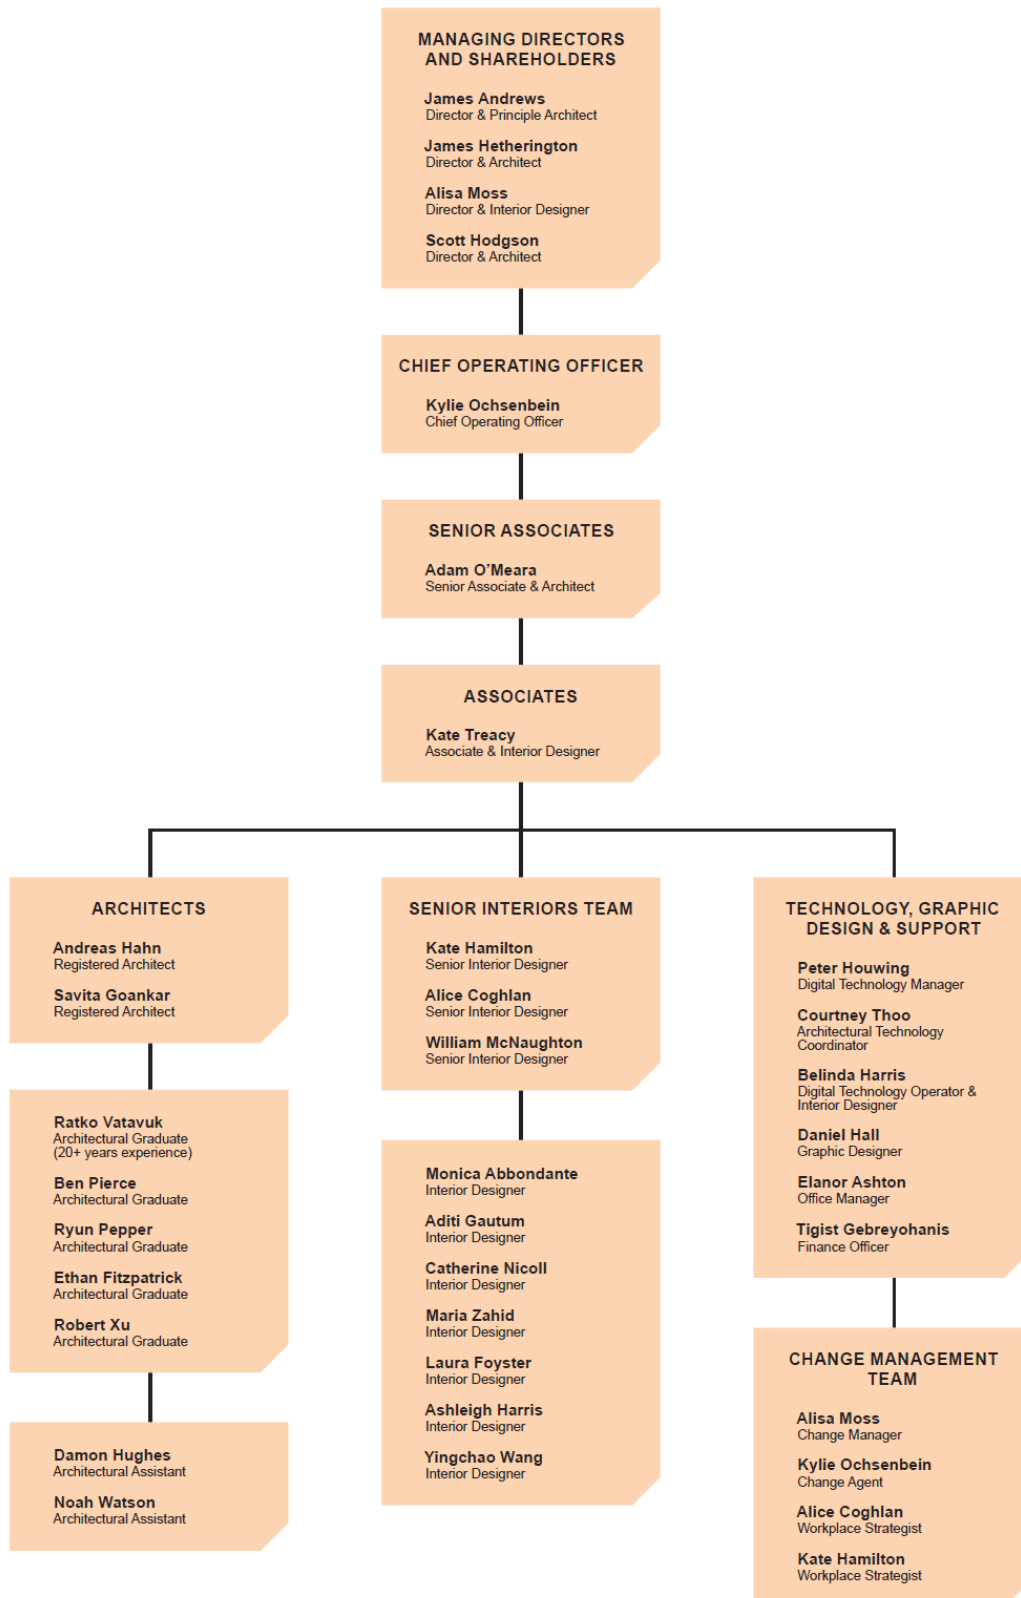 MANAGING DIRECTORS
AND SHAREHOLDERS
James Andrews
Director & Principle Architect
James Hetherington
Director & Architect
Alisa Moss
Director & Interior Designer
Scott Hodgson
Director & Architect
CHIEF OPERATING OFFICER
Kylie Ochsenbein
Chief Operating Officer
SENIOR ASSOCIATES
Adam O’Meara
Senior Associate & Architect
ASSOCIATES
Kate Treacy
Associate & Interior Designer
ARCHITECTS
Andreas Hahn
Registered Architect
Savita Goankar
Registered Architect
Ratko Vatavuk
Architectural Graduate
(20+ years experience)
Ben Pierce
Architectural Graduate
Ryun Pepper
Architectural Graduate
Ethan Fitzpatrick
Architectural Graduate
Robert Xu
Architectural Graduate
Damon Hughes
Architectural Assistant
Noah Watson
Architectural Assistant
SENIOR INTERIORS TEAM
Kate Hamilton
Senior Interior Designer
Alice Coghlan
Senior Interior Designer
William McNaughton
Senior Interior Designer
Monica Abbondante
Interior Designer
Aditi Gautum
Interior Designer
Catherine Nicoll
Interior Designer
Maria Zahid
Interior Designer
Laura Foyster
Interior Designer
Ashleigh Harris
Interior Designer
Yingchao Wang
Interior Designer
TECHNOLOGY, GRAPHIC
DESIGN & SUPPORT
Peter Houwing
Digital Technology Manager
Courtney Thoo
Architectural Technology
Coordinator
Belinda Harris
Digital Technology Operator &
Interior Designer
Daniel Hall
Graphic Designer
Elanor Ashton
Office Manager
Tigist Gebreyohanis
Finance Officer
CHANGE MANAGEMENT
TEAM
Alisa Moss
Change Manager
Kylie Ochsenbein
Change Agent
Alice Coghlan
Workplace Strategist
Kate Hamilton
Workplace Strategist